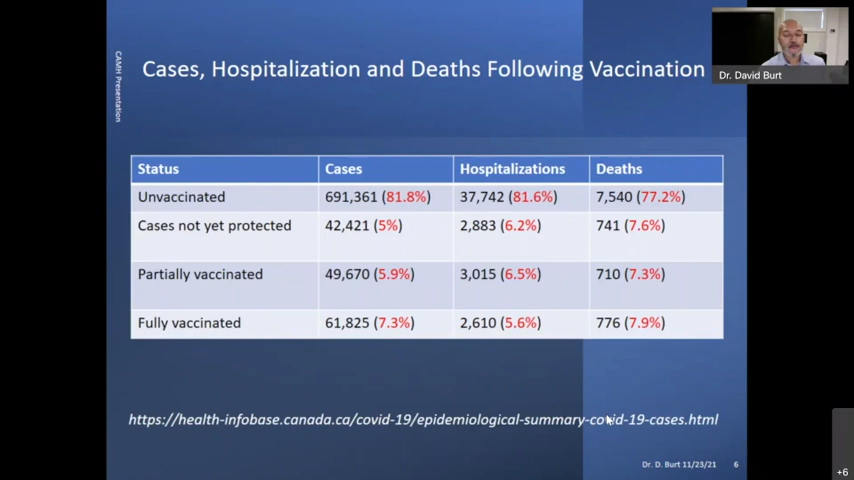 CAMH Presentation
Cases, Hospitalization and Deaths Following Vaccination
Dr. David Burt
Status Cases Hospitalizations Deaths
Unvaccinated 691,361 (81.8%) 37,742 (81.6%) 7,540 (77.2%)
Cases not yet protected 42,421 (5%) 2,883 (6.2%) 741 (7.6%)
Partially vaccinated 49,670 (5.9%) 3,015 (6.5%) 710 (7.3%)
Fully vaccinated 61,825 (7.3%) 2,610 (5.6%) 776 (7.9%)
https://health-infobase.canada.ca/covid-19/epidemiological-summary-covid-19-cases.html
Dr. D. Burt 11/23/21 6
+6